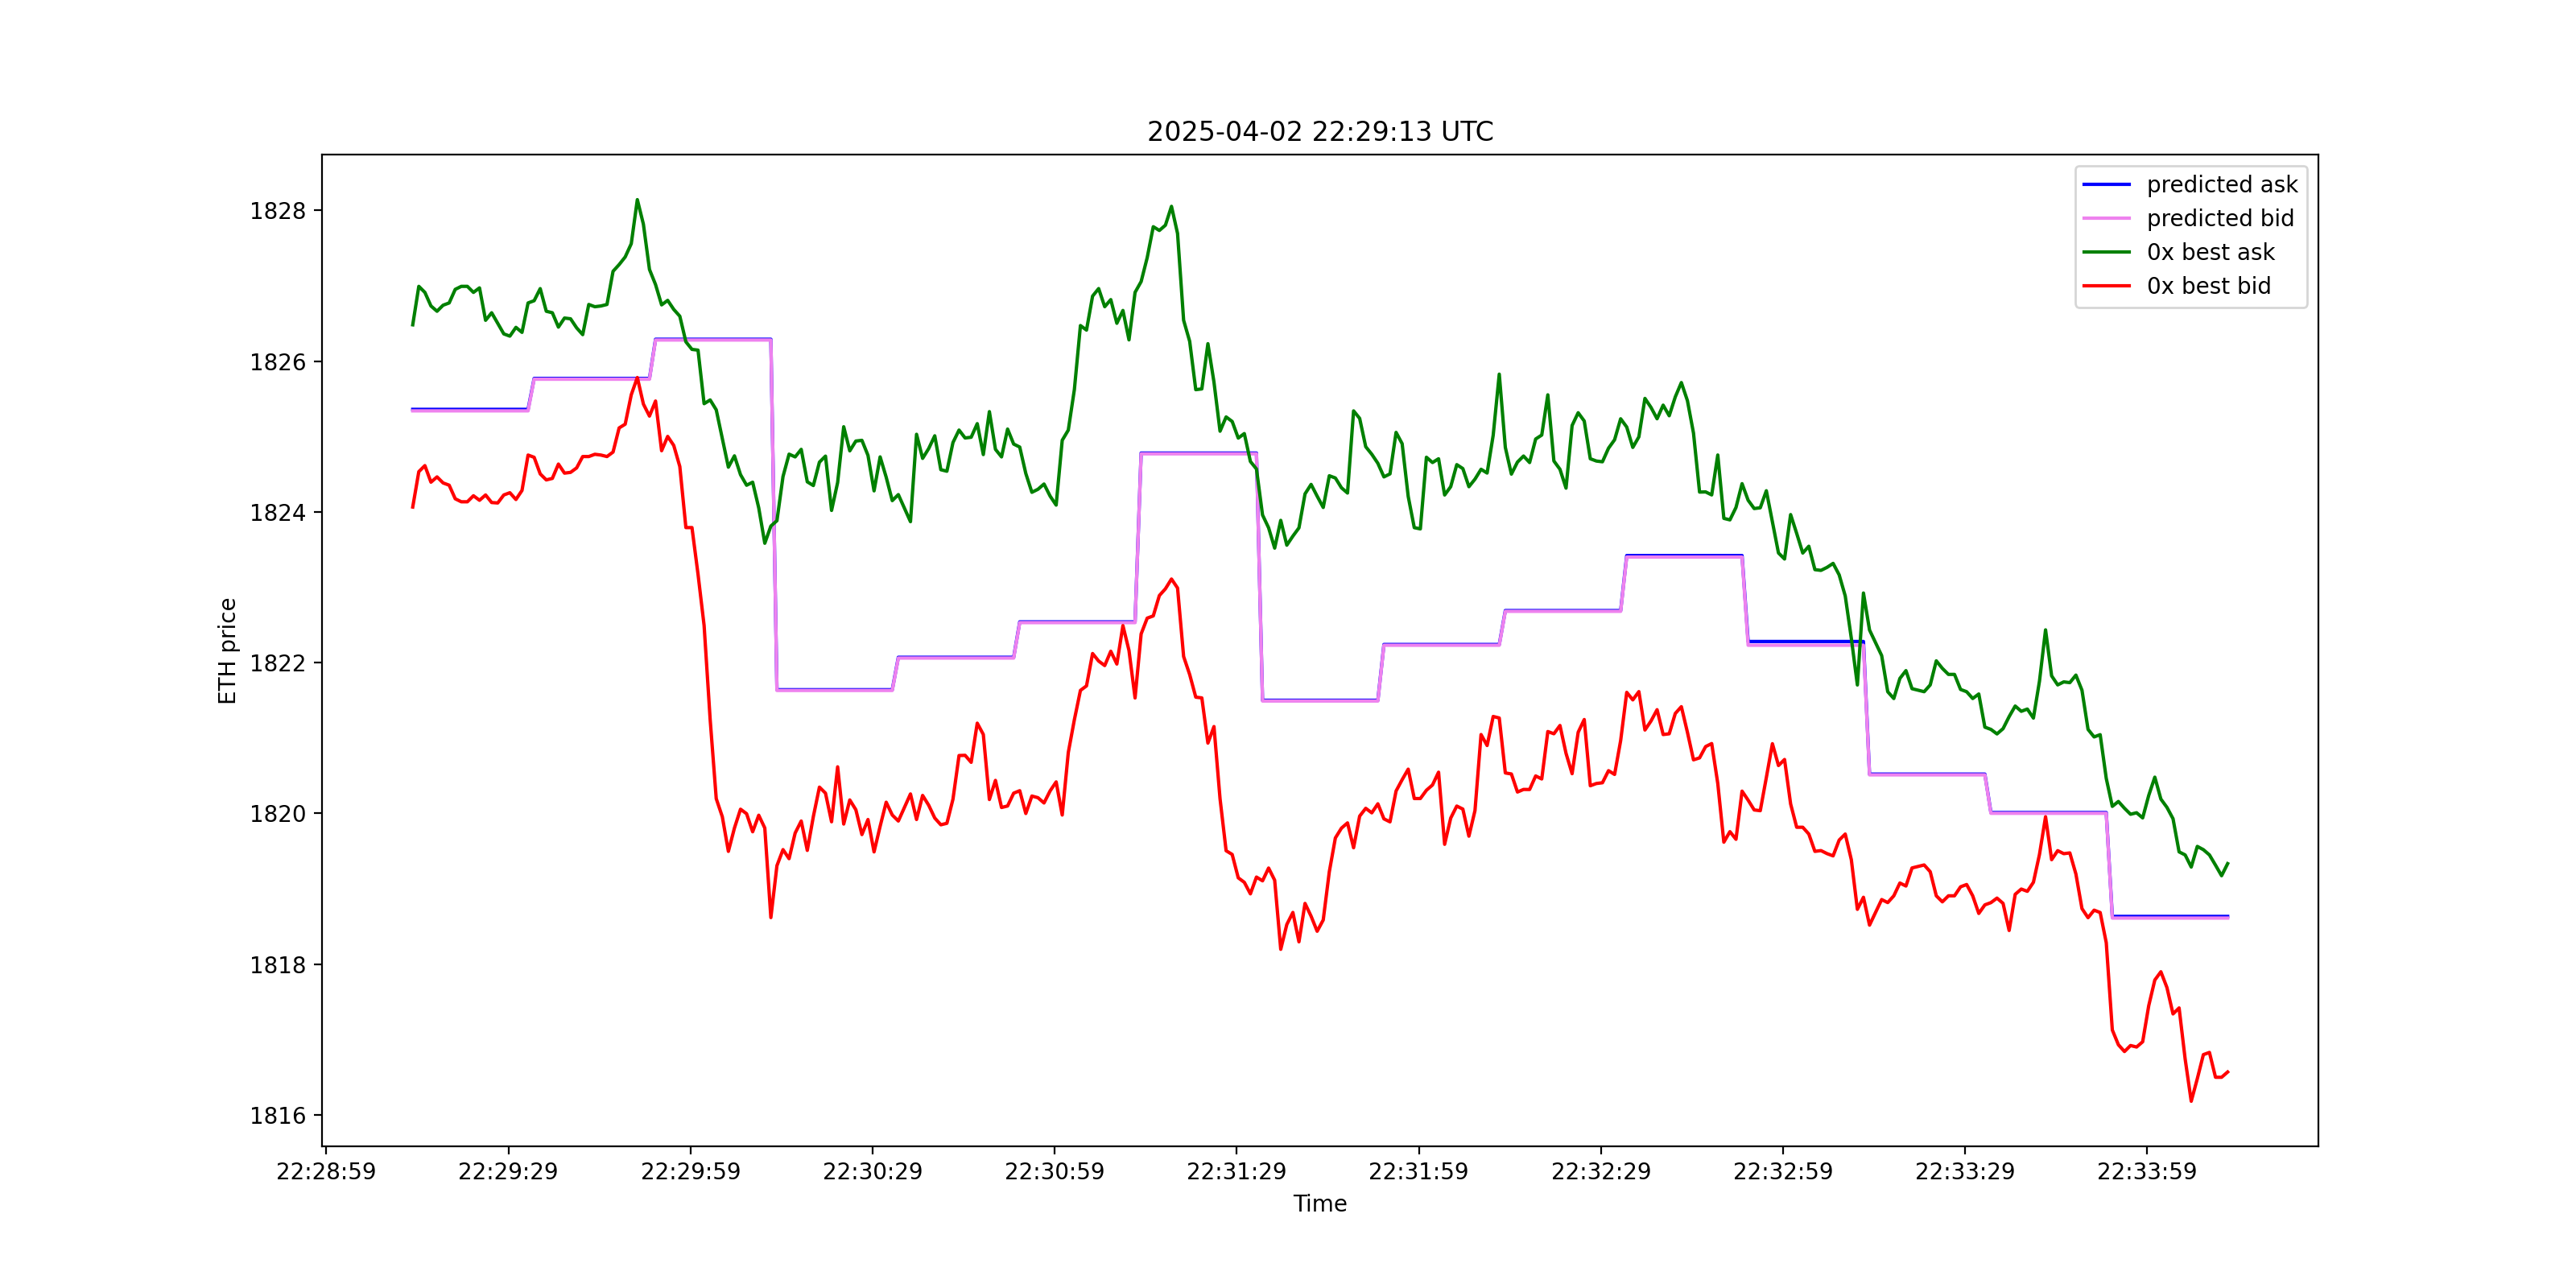 2025-04-02 22:29:13 UTC
predicted ask
predicted bid
0x best ask
0x best bid
ETH price
1828
1826
1824
1822
1820
1818
1816
22:28:59 22:29:29 22:29:59 22:30:29 22:30:59 22:31:29 22:31:59 22:32:29 22:32:59 22:33:29 22:33:59
Time